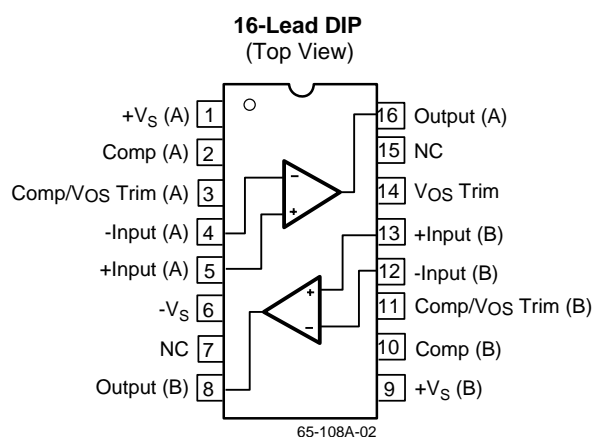 16-Lead DIP
(Top View)
+VS (A) 1
Comp (A) 2
Comp/VOS Trim (A) 3
-Input (A) 4
+Input (A) 5
-VS 6
NC 7
Output (B) 8
16 Output (A)
15 NC
14 VOS Trim
13 +Input (B)
12 -Input (B)
11 Comp/VOS Trim (B)
10 Comp (B)
9 +VS (B)
−
+
+
−
65-108A-02